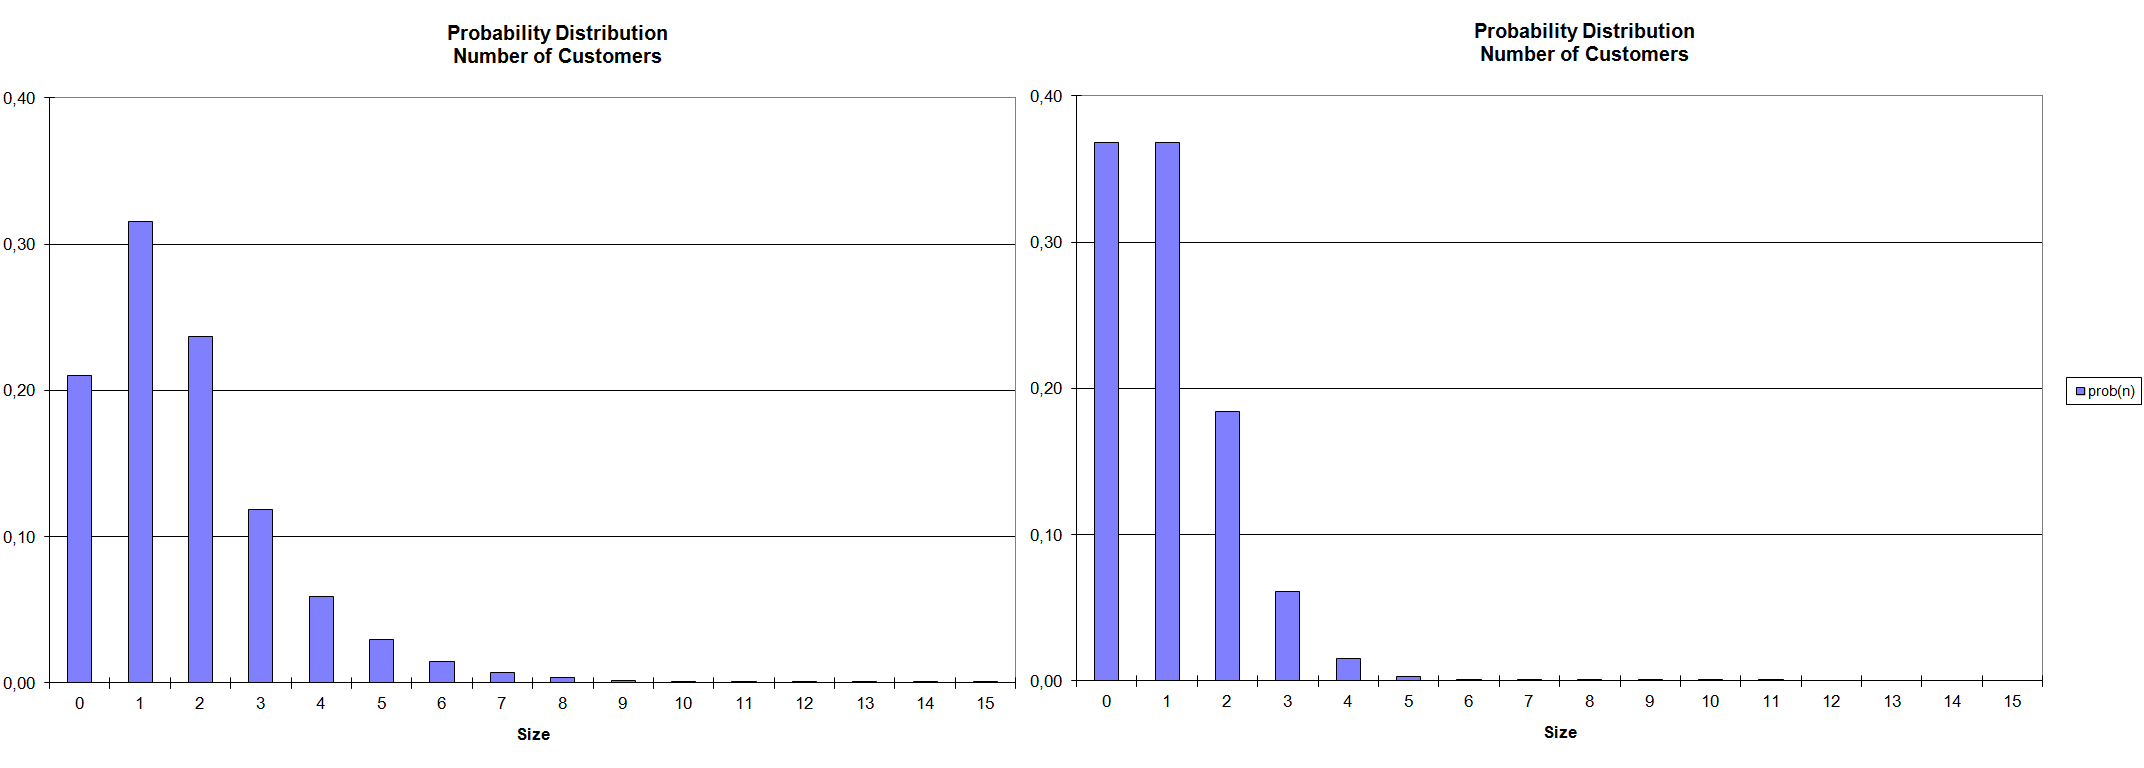 Probability Distribution
Number of Customers
0,40
0,30
0,20
0,10
0,00
0 1 2 3 4 5 6 7 8 9 10 11 12 13 14 15
Size
Probability Distribution
Number of Customers
0,40
0,30
0,20
0,10
0,00
0 1 2 3 4 5 6 7 8 9 10 11 12 13 14 15
Size
prob(n)